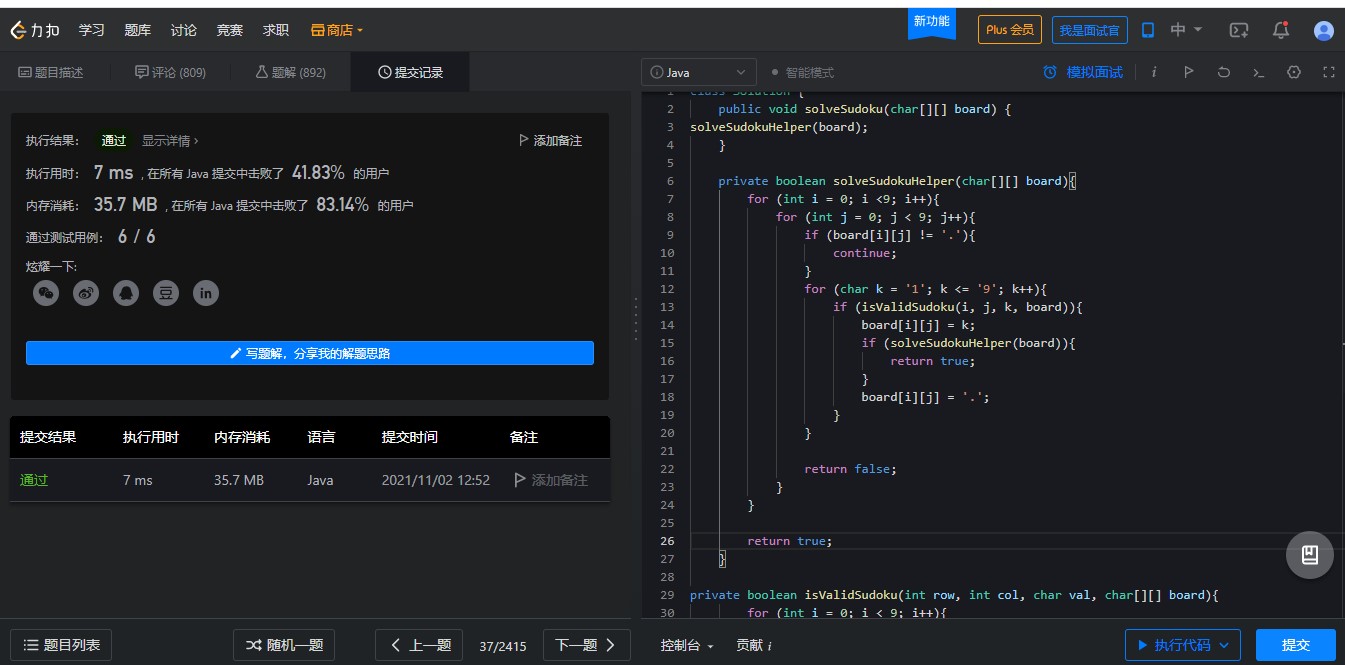 力扣 学习 题库 讨论 竞赛 求职 商店 新功能 Plus 会员 我是面试官 中
题目描述 评论 (809) 题解 (892) 提交记录
执行结果： 通过 显示详情 › 添加备注
执行用时： 7 ms , 在所有 Java 提交中击败了 41.83% 的用户
内存消耗： 35.7 MB , 在所有 Java 提交中击败了 83.14% 的用户
通过测试用例： 6 / 6
炫耀一下:
豆 in
写题解，分享我的解题思路
提交结果 执行用时 内存消耗 语言 提交时间 备注
通过 7 ms 35.7 MB Java 2021/11/02 12:52 添加备注
题目列表 随机一题 上一题 37/2415 下一题
Java 智能模式 模拟面试 i
1 class Solution {
2 public void solveSudoku(char[][] board) {
3 solveSudokuHelper(board);
4 }
5
6 private boolean solveSudokuHelper(char[][] board){
7 for (int i = 0; i <9; i++){
8 for (int j = 0; j < 9; j++){
9 if (board[i][j] != '.'){
10 continue;
11 }
12 for (char k = '1'; k <= '9'; k++){
13 if (isValidSudoku(i, j, k, board)){
14 board[i][j] = k;
15 if (solveSudokuHelper(board)){
16 return true;
17 }
18 board[i][j] = '.';
19 }
20 }
21
22 return false;
23 }
24 }
25
26 return true;
27 }
28
29 private boolean isValidSudoku(int row, int col, char val, char[][] board){
30 for (int i = 0; i < 9; i++){
控制台 贡献 i 执行代码 提交